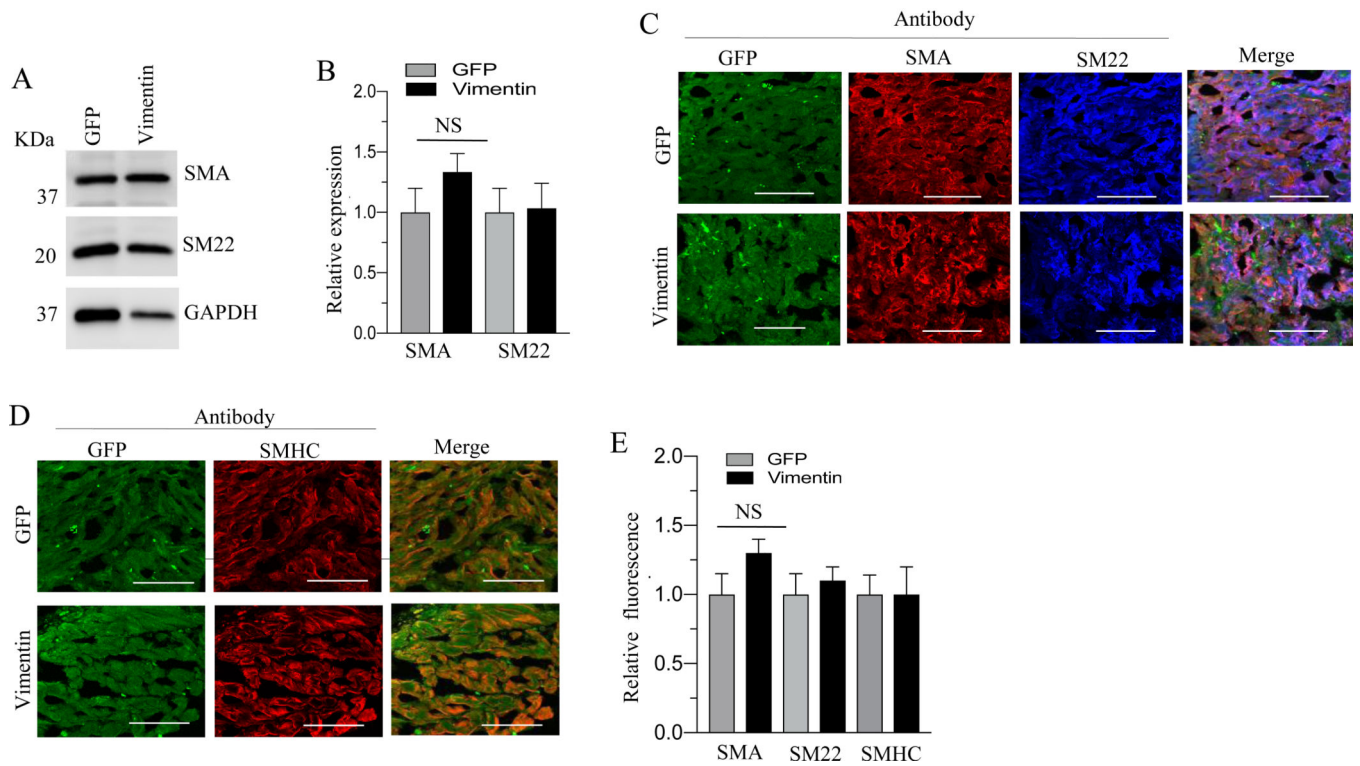 A
KDa
GFP
Vimentin
SMA
37
SM22
20
GAPDH
37
B
GFP
Vimentin
2.0
1.5
1.0
0.5
0.0
Relative expression
NS
SMA
SM22
C
Antibody
GFP
SMA
SM22
Merge
GFP
Vimentin
D
Antibody
GFP
SMHC
Merge
GFP
Vimentin
E
GFP
Vimentin
2.0
1.5
1.0
0.5
0.0
Relative fluorescence
NS
SMA
SM22
SMHC